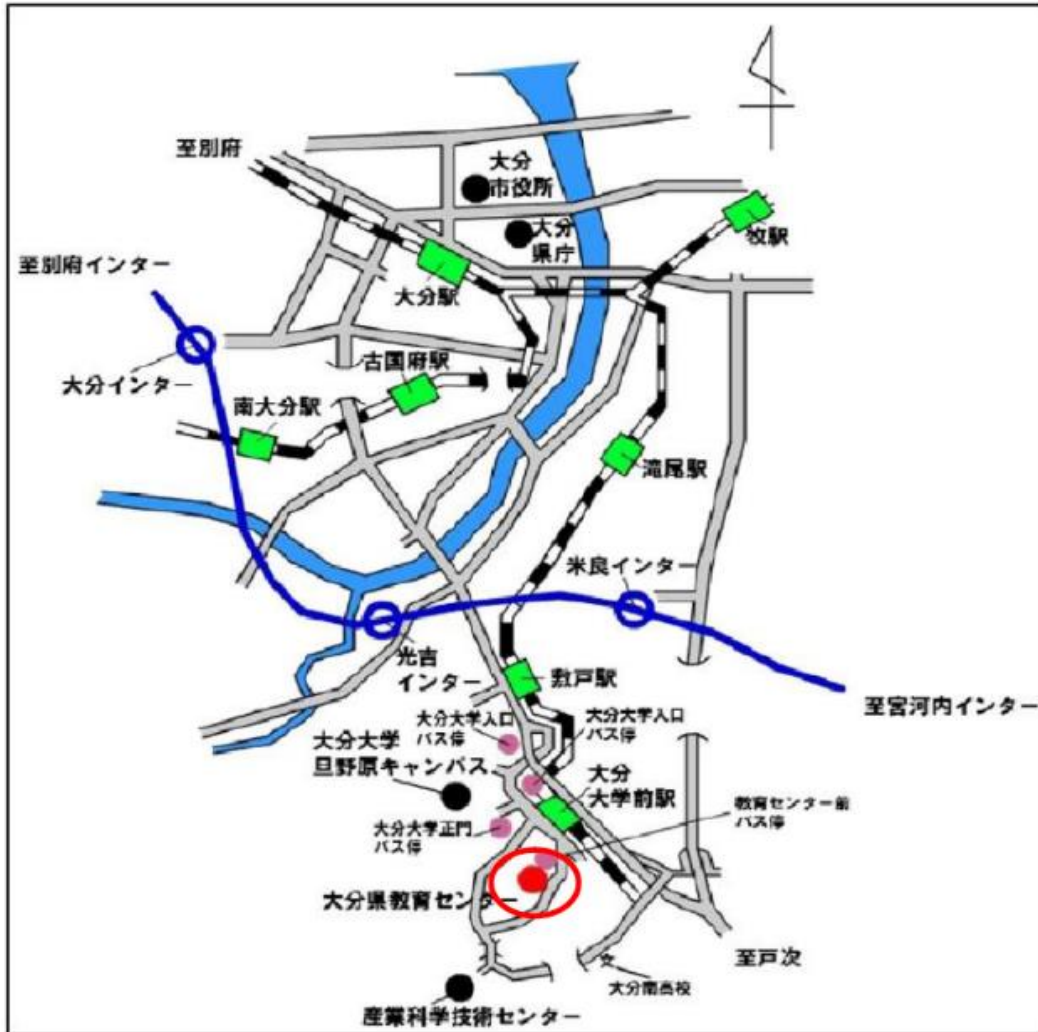 至別府
大分
市役所
大分
県庁
牧駅
至別府インター
大分駅
大分インター
古国府駅
南大分駅
滝尾駅
米良インター
光吉
インター
敷戸駅
至宮河内インター
大分大学入口
バス停
大分大学入口
バス停
大分大学
旦野原キャンパス
大分
大学前駅
教育センター前
バス停
大分大学正門
バス停
大分県教育センター
至戸次
大分南高校
産業科学技術センター